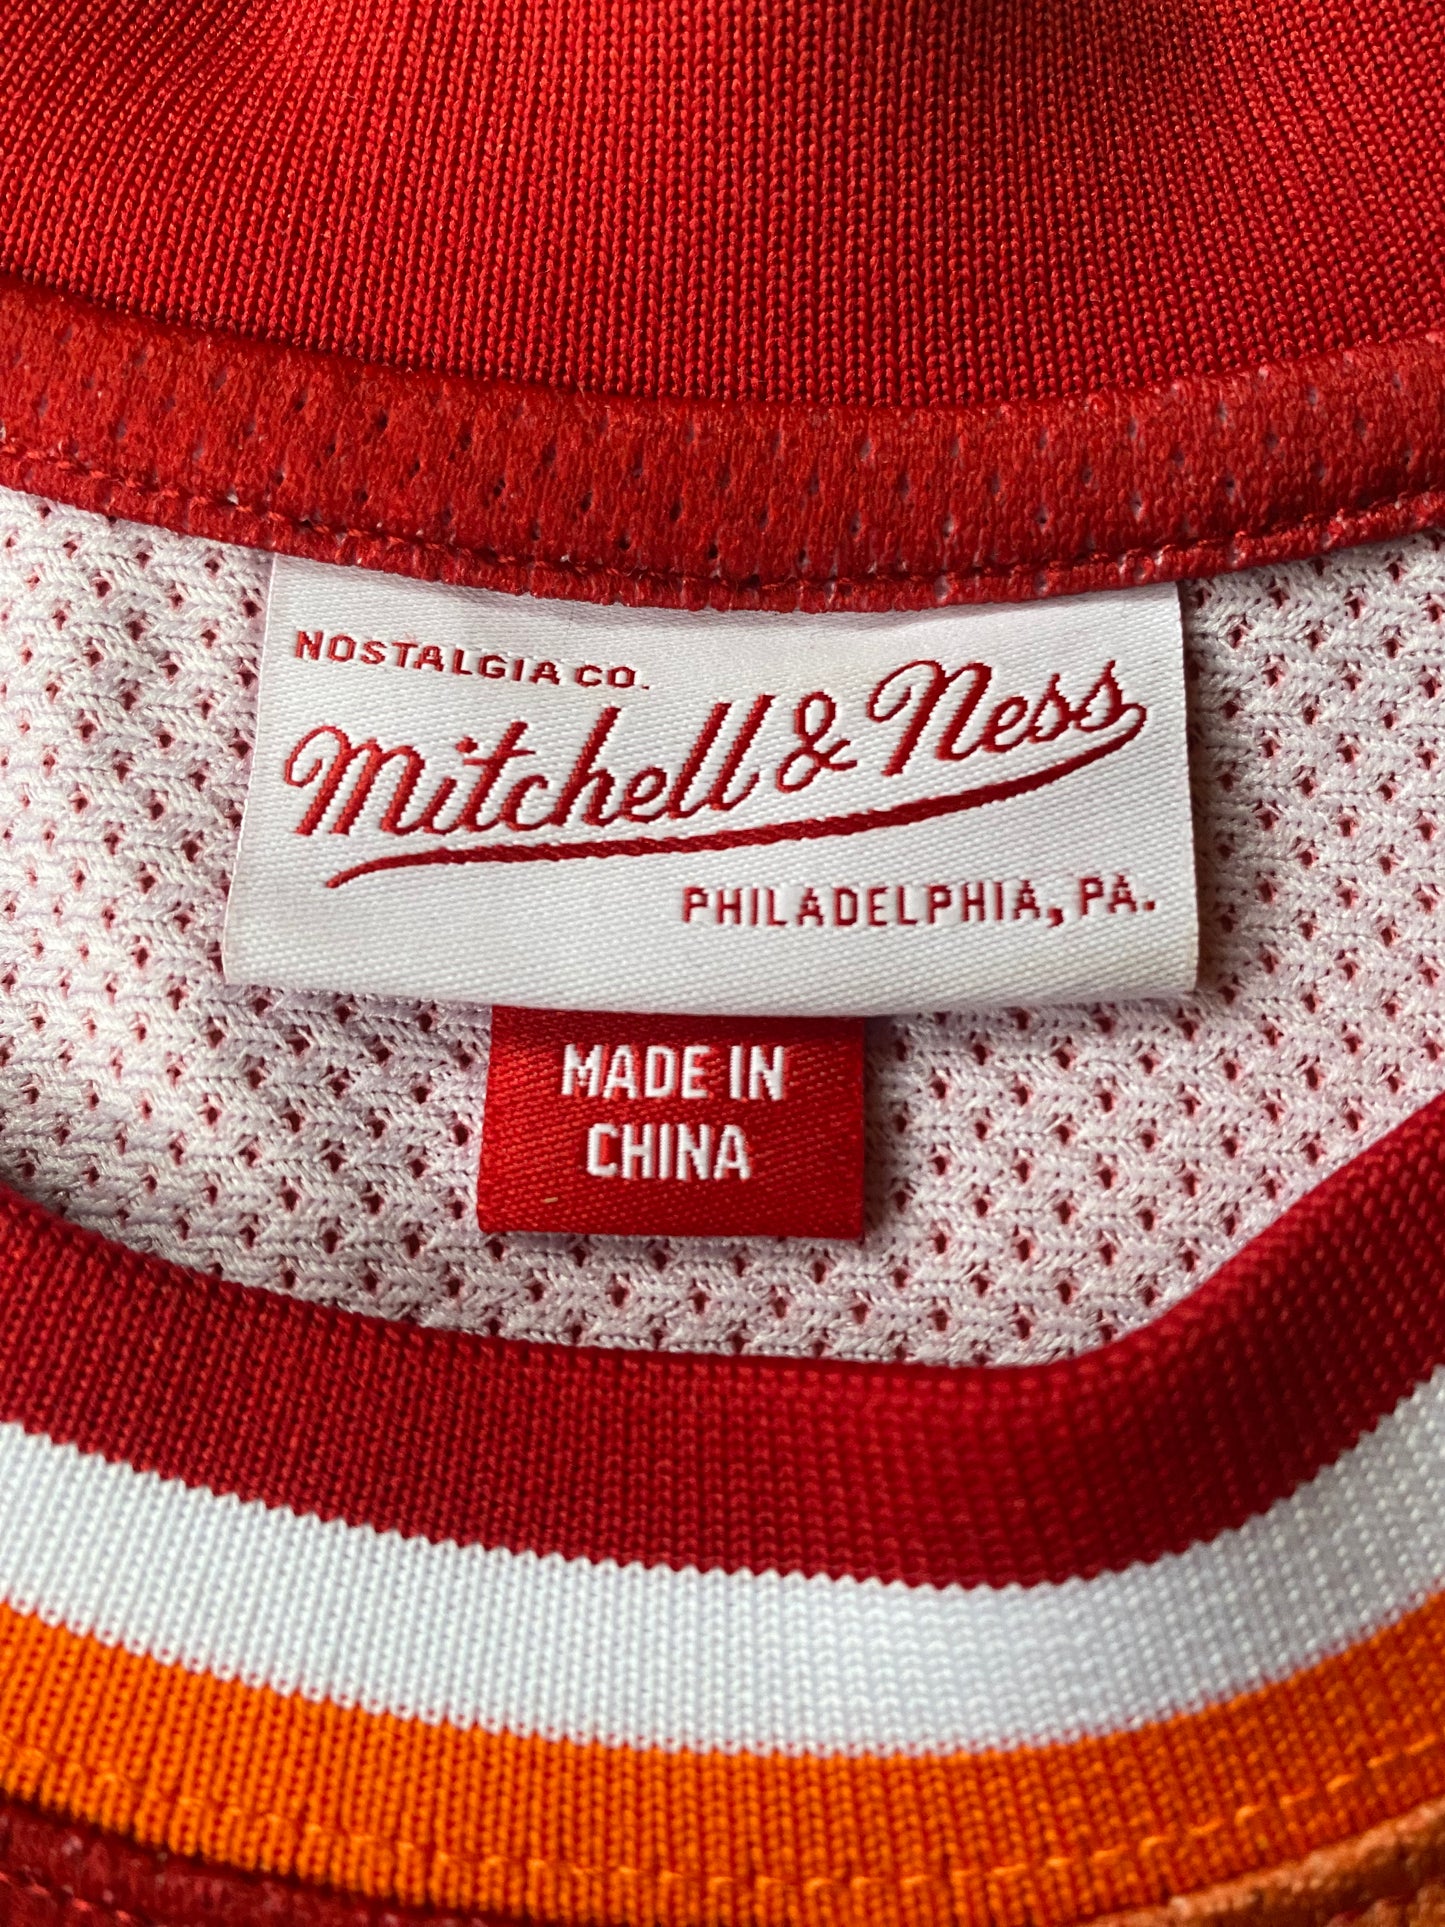 NOSTALGIA CO.
Mitchell & Ness
PHILADELPHIA, PA.
MADE IN
CHINA